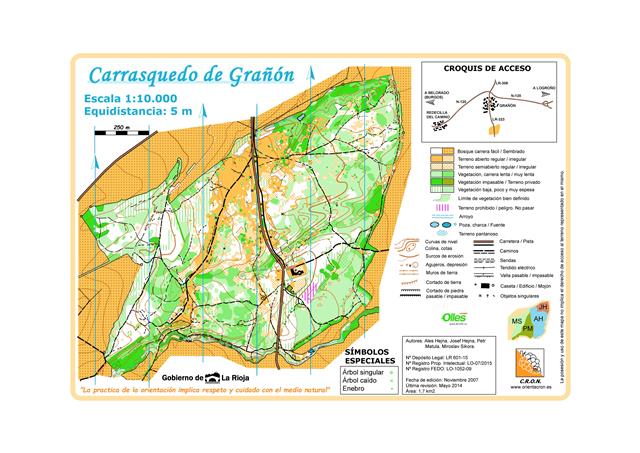 Carrasquedo de Grañón
Escala 1:10.000
Equidistancia: 5 m
250 m
CROQUIS DE ACCESO
LR-308
A BELORADO
(BURGOS)
A LOGROÑO
N-120
N-120
GRAÑÓN
REDECILLA
DEL CAMINO
LR-323
Bosque carrera fácil / Sembrado
Terreno abierto regular / irregular
Terreno semiabierto regular / irregular
Vegetación, carrera lenta / muy lenta
Vegetación impasable / Terreno privado
Vegetación baja, poco y muy espesa
Límite de vegetación bien definido
Terreno prohibido / peligro. No pasar
Arroyo
Poza, charca / Fuente
Terreno pantanoso
Curvas de nivel
Colina, cotas
Surcos de erosión
Agujeros, depresión
Muros de tierra
Cortado de tierra
Cortado de piedra
pasable / impasable
Carretera / Pista
Caminos
Sendas
Tendido eléctrico
Valla pasable / impasable
Caseta / Edificio / Mojón
Objetos singulares
La posesión y uso de este mapa no implica el derecho de acceso al terreno representado en el mismo.
Olles
JH
MS
AH
PM
Autores: Ales Hejna, Josef Hejna, Petr
Matula, Miroslav Sikora.
Nº Depósito Legal: LR 601-15
Nº Registro Prop. Intelectual: LO-07/2015
Nº Registro FEDO: LO-1052-09
Fecha de edición: Noviembre 2007
Última revisión: Mayo 2014
Área: 1,7 km2
C.R.O.N.
www.orientacron.es
SÍMBOLOS
ESPECIALES
Árbol singular
Árbol caído
Enebro
Gobierno de La Rioja
"La practica de la orientación implica respeto y cuidado con el medio natural"